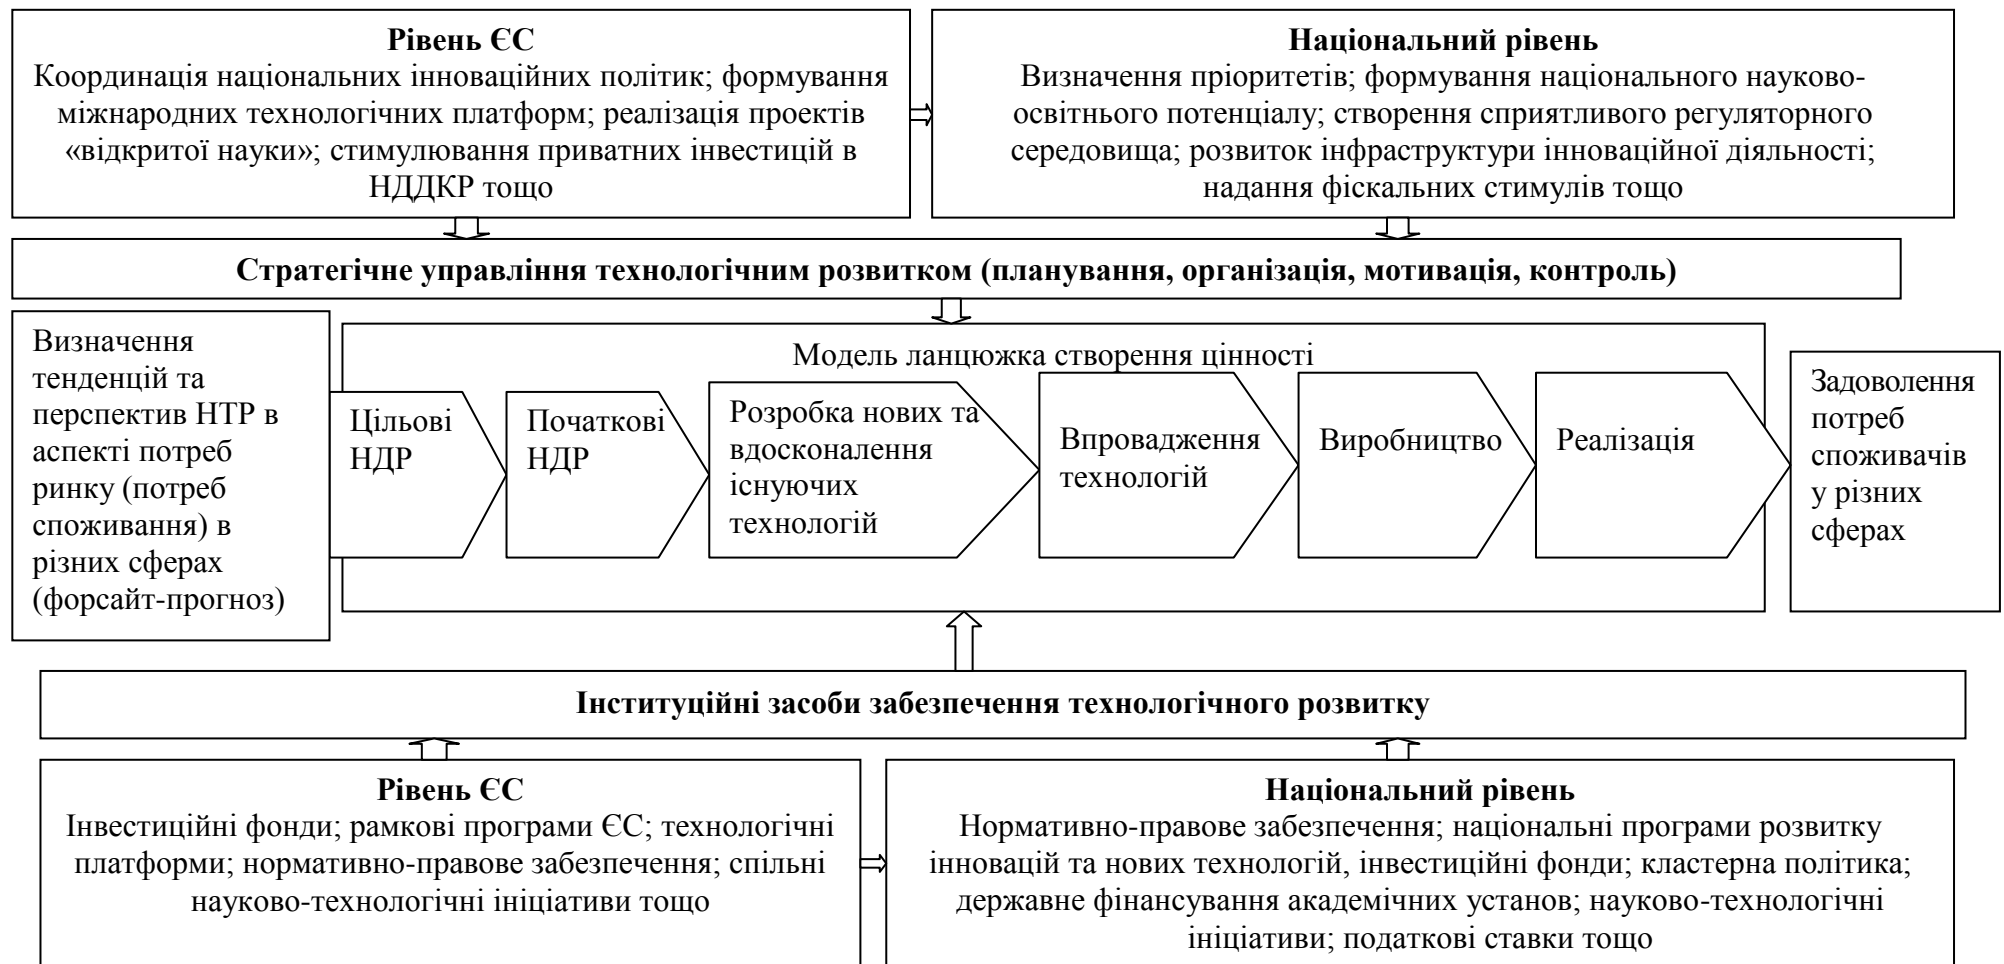 Рівень ЄС
Координація національних інноваційних політик; формування
міжнародних технологічних платформ; реалізація проектів
«відкритої науки»; стимулювання приватних інвестицій в
НДДКР тощо
Національний рівень
Визначення пріоритетів; формування національного науково-
освітнього потенціалу; створення сприятливого регуляторного
середовища; розвиток інфраструктури інноваційної діяльності;
надання фіскальних стимулів тощо
Стратегічне управління технологічним розвитком (планування, організація, мотивація, контроль)
Визначення
тенденцій та
перспектив НТР в
аспекті потреб
ринку (потреб
споживання) в
різних сферах
(форсайт-прогноз)
Модель ланцюжка створення цінності
Цільові
НДР
Початкові
НДР
Розробка нових та
вдосконалення
існуючих
технологій
Впровадження
технологій
Виробництво
Реалізація
Задоволення
потреб
споживачів
у різних
сферах
Інституційні засоби забезпечення технологічного розвитку
Рівень ЄС
Інвестиційні фонди; рамкові програми ЄС; технологічні
платформи; нормативно-правове забезпечення; спільні
науково-технологічні ініціативи тощо
Національний рівень
Нормативно-правове забезпечення; національні програми розвитку
інновацій та нових технологій, інвестиційні фонди; кластерна політика;
державне фінансування академічних установ; науково-технологічні
ініціативи; податкові ставки тощо